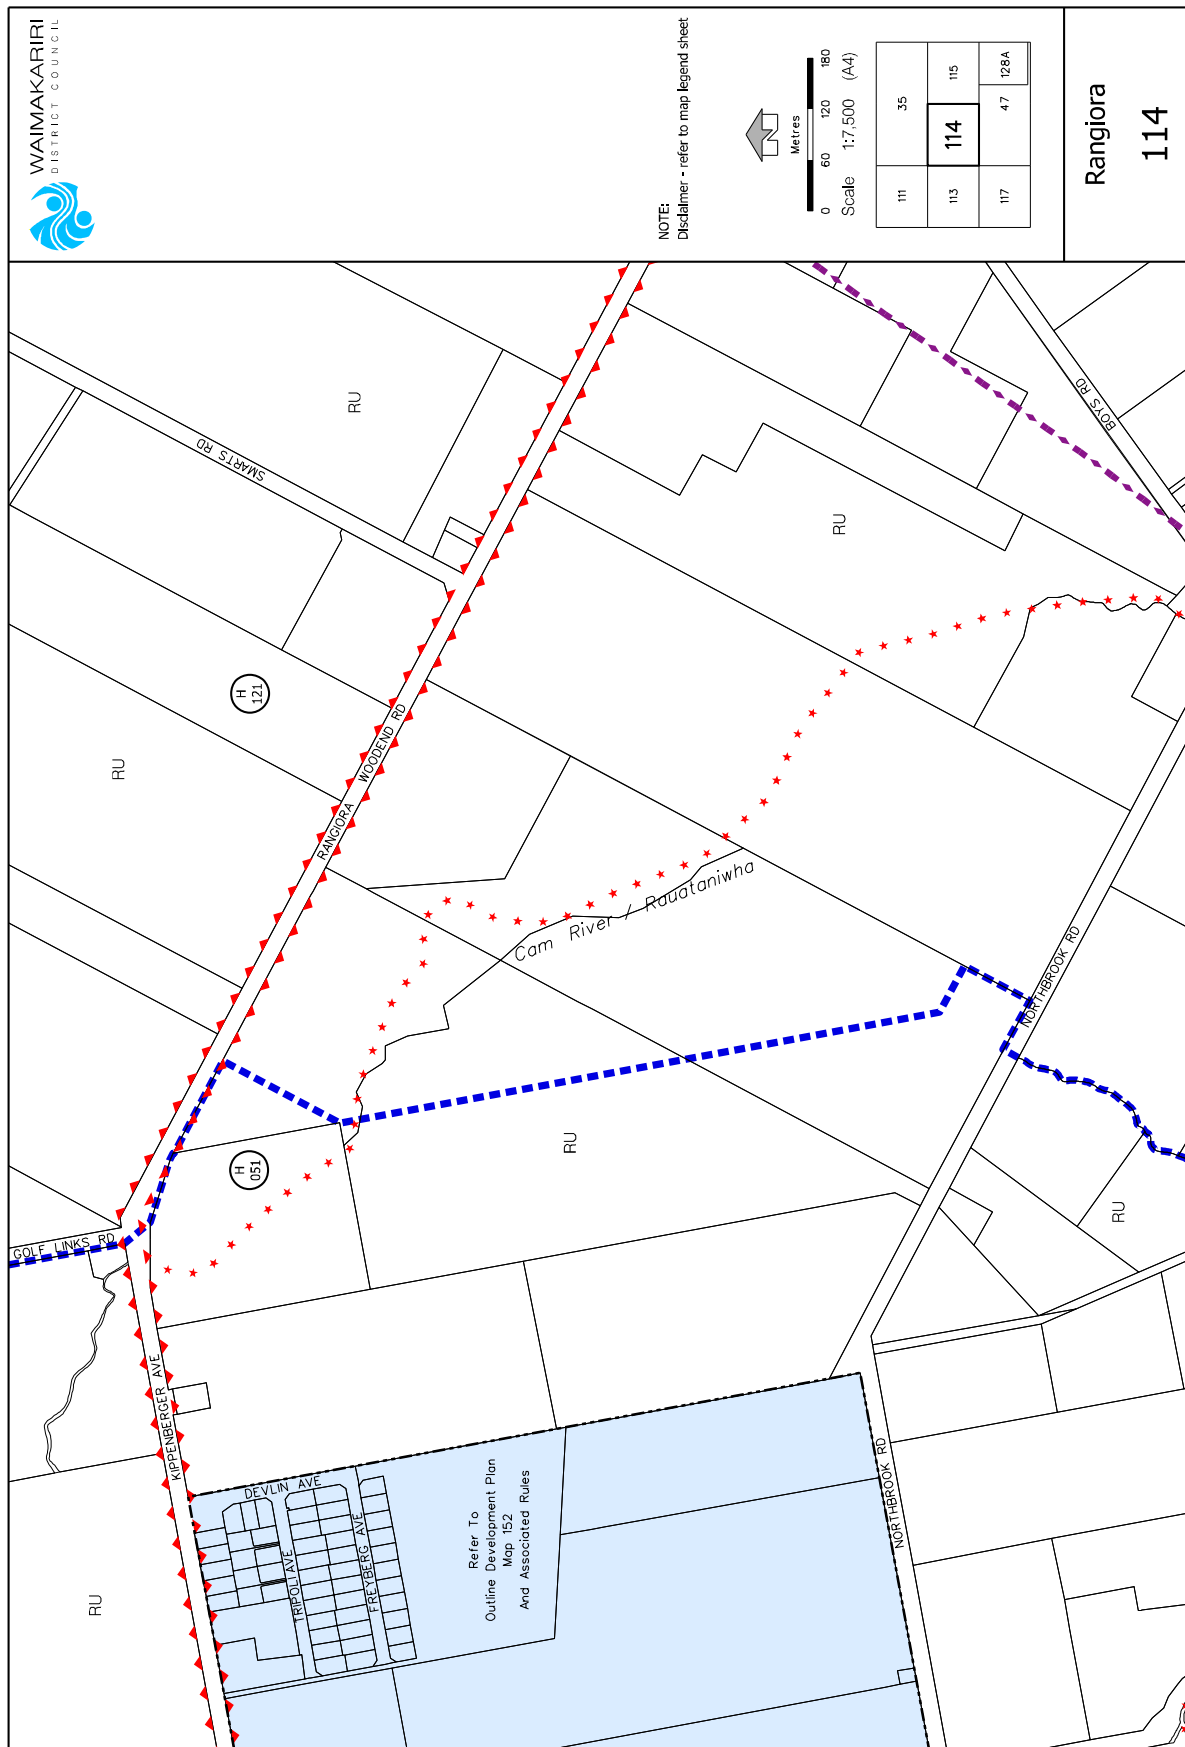 WAIMAKARIRI
DISTRICT COUNCIL
NOTE:
Disclaimer - refer to map legend sheet
Metres
0 60 120 180
Scale 1:7,500 (A4)
111 35
113 114 115
117 47 128A
Rangiora
114
RU
SMARTS RD
RU
BOYS RD
H
121
RU
RANGIORA WOODEND RD
Cam River / Rauataniwha
NORTHBROOK RD
H
051
RU
RU
GOLF LINKS RD
KIPPENBERGER AVE
DEVLIN AVE
TRIPOLI AVE
FREYBERG AVE
Refer To
Outline Development Plan
Map 152
And Associated Rules
NORTHBROOK RD
RU